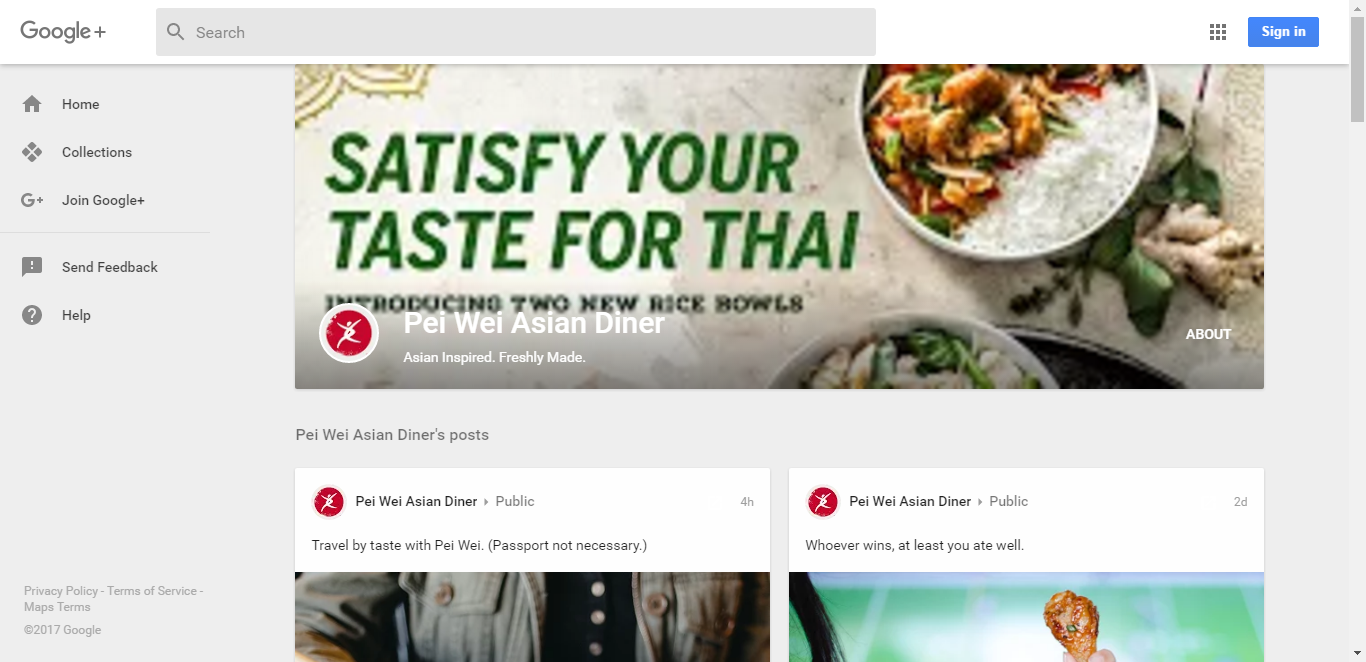 Google+
Search
Sign in
Home
Collections
Join Google+
Send Feedback
Help
SATISFY YOUR
TASTE FOR THAI
INTRODUCING TWO NEW RICE BOWLS
Pei Wei Asian Diner
Asian Inspired. Freshly Made.
ABOUT
Pei Wei Asian Diner's posts
Pei Wei Asian Diner Public 4h
Travel by taste with Pei Wei. (Passport not necessary.)
Pei Wei Asian Diner Public 2d
Whoever wins, at least you ate well.
Privacy Policy - Terms of Service -
Maps Terms
©2017 Google